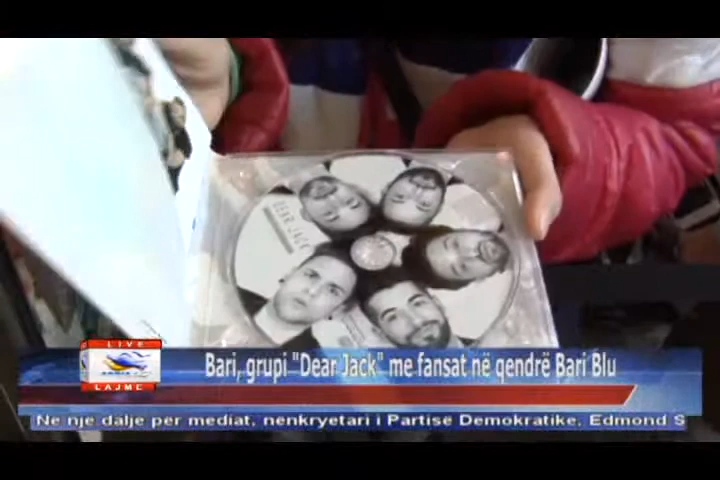 DEAR JACK
LIVE
LAJME
Bari, grupi "Dear Jack" me fansat në qendrë Bari Blu
Ne nje dalje per mediat, nenkryetari i Partisë Demokratike, Edmond S